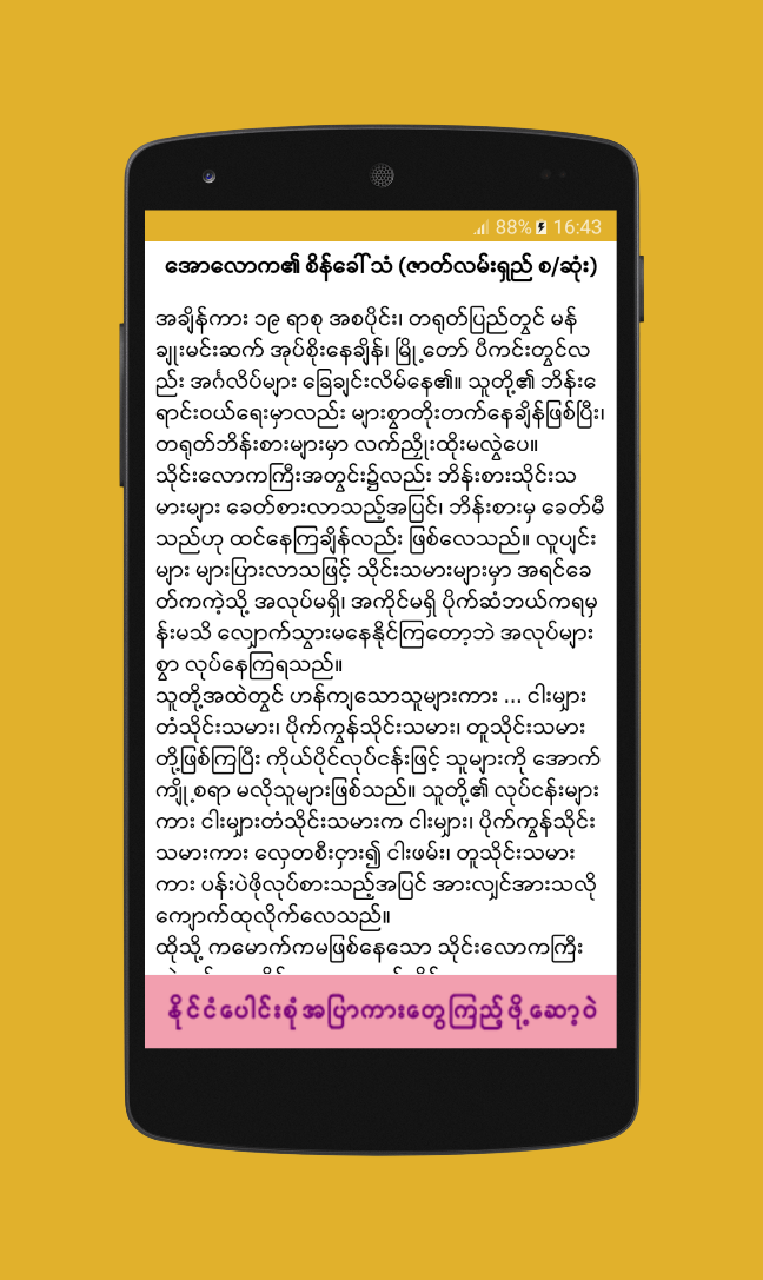 88% 16:43
အောလောက၏ စိန်ခေါ်သံ (ဇာတ်လမ်းရှည် စ/ဆုံး)
အချိန်ကား ၁၉ ရာစု အစပိုင်း၊ တရုတ်ပြည်တွင် မန်
ချူးမင်းဆက် အုပ်စိုးနေချိန်၊ မြို့တော် ပီကင်းတွင်လ
ည်း အင်္ဂလိပ်များ ခြေချင်းလိမ်နေ၏။ သူတို့၏ ဘိန်းေ
ရာင်းဝယ်ရေးမှာလည်း များစွာတိုးတက်နေချိန်ဖြစ်ပြီး၊
တရုတ်ဘိန်းစားများမှာ လက်ညှိုးထိုးမလွဲပေ။
သိုင်းလောကကြီးအတွင်း၌လည်း ဘိန်းစားသိုင်းသ
မားများ ခေတ်စားလာသည့်အပြင်၊ ဘိန်းစားမှ ခေတ်မီ
သည်ဟု ထင်နေကြချိန်လည်း ဖြစ်လေသည်။ လူပျင်း
များ များပြားလာသဖြင့် သိုင်းသမားများမှာ အရင်ခေ
တ်ကကဲ့သို့ အလုပ်မရှိ၊ အကိုင်မရှိ ပိုက်ဆံဘယ်ကရမှ
န်းမသိ လျှောက်သွားမနေနိုင်ကြတော့ဘဲ အလုပ်များ
စွာ လုပ်နေကြရသည်။
သူတို့အထဲတွင် ဟန်ကျသောသူများကား ... ငါးမျှား
တံသိုင်းသမား၊ ပိုက်ကွန်သိုင်းသမား၊ တူသိုင်းသမား
တို့ဖြစ်ကြပြီး ကိုယ်ပိုင်လုပ်ငန်းဖြင့် သူများကို အောက်
ကျို့စရာ မလိုသူများဖြစ်သည်။ သူတို့၏ လုပ်ငန်းများ
ကား ငါးမျှားတံသိုင်းသမားက ငါးမျှား၊ ပိုက်ကွန်သိုင်း
သမားကား လှေတစီးငှား၍ ငါးဖမ်း၊ တူသိုင်းသမား
ကား ပန်းပဲဖိုလုပ်စားသည့်အပြင် အားလျှင်အားသလို
ကျောက်ထုလိုက်လေသည်။
ထိုသို့ ကမောက်ကမဖြစ်နေသော သိုင်းလောကကြီး
နိုင်ငံပေါင်းစုံအပြာကားတွေကြည့်ဖို့ဆော့ဝဲ